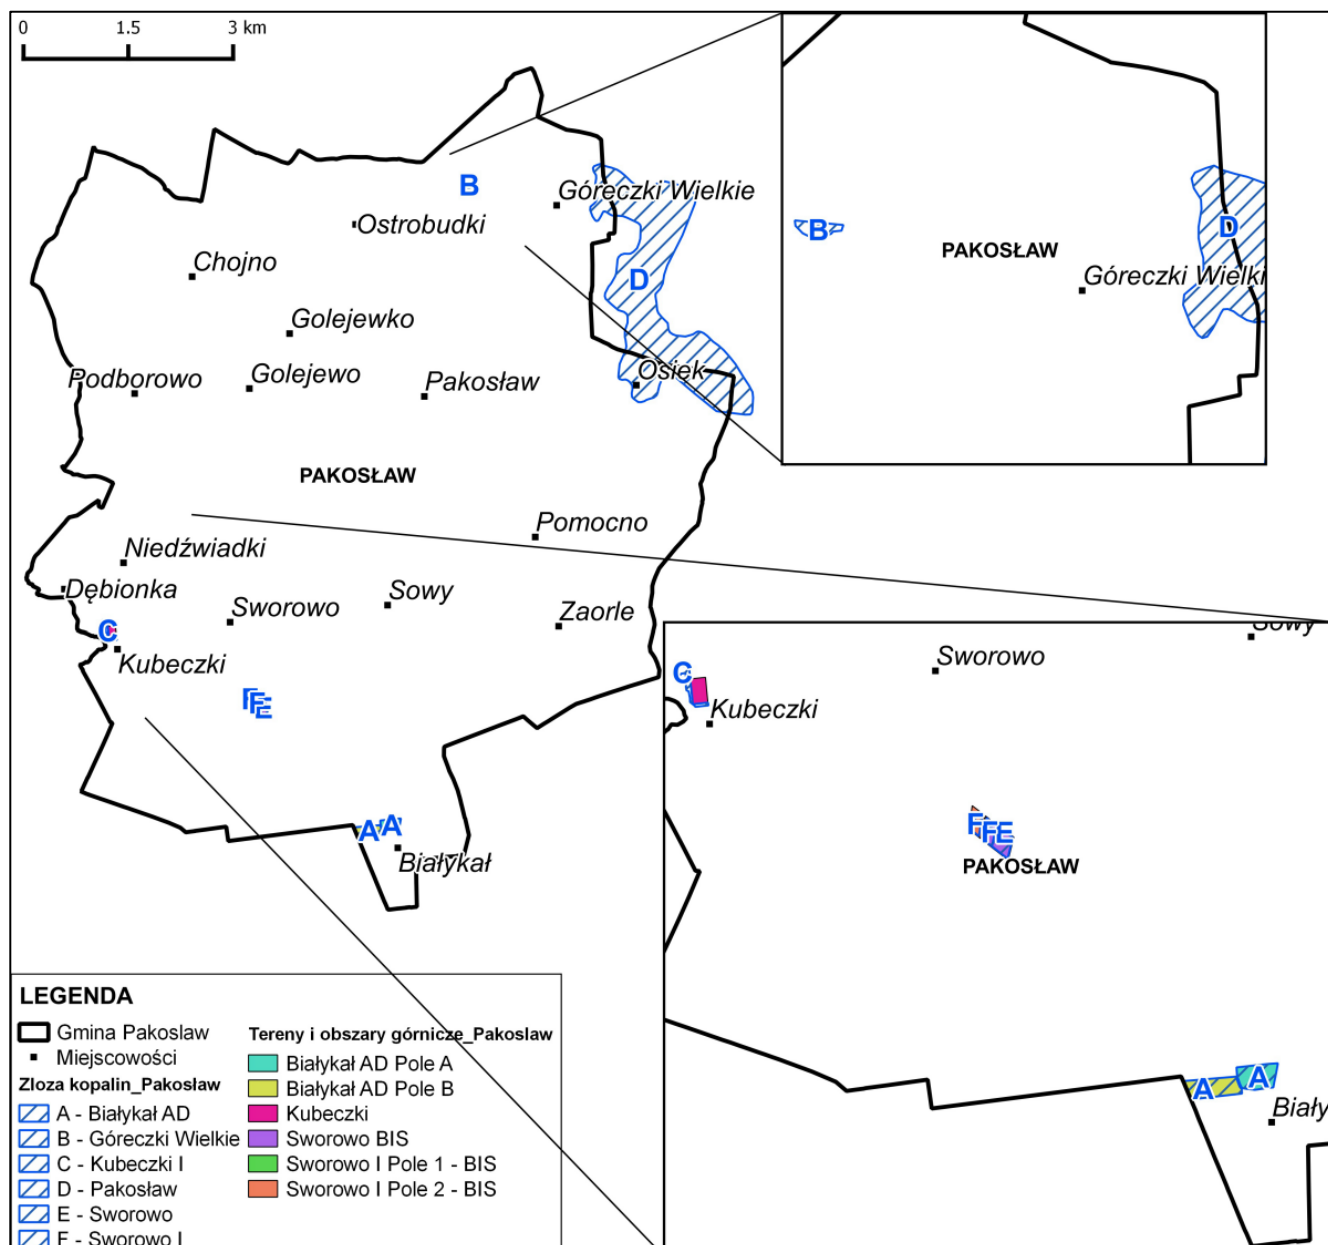 0 1.5 3 km
B
Góreczki Wielkie
Ostrobudki
Chojno
D
Golejewko
Podborowo
Golejewo
Pakosław
Osiek
PAKOSŁAW
Pomocno
Niedźwiadki
Dębionka
Sworowo
Sowy
Zaorle
C
Kubeczki
F
F
E
A
A
Białykał
B
D
PAKOSŁAW
Góreczki Wielki
Sowy
Sworowo
C
Kubeczki
F
F
E
PAKOSŁAW
A
A
Biały
LEGENDA
Gmina Pakoslaw
Miejscowości
Zloza kopalin_Pakosław
A - Białykał AD
B - Góreczki Wielkie
C - Kubeczki I
D - Pakosław
E - Sworowo
F - Sworowo I
Tereny i obszary górnicze_Pakoslaw
Białykał AD Pole A
Białykał AD Pole B
Kubeczki
Sworowo BIS
Sworowo I Pole 1 - BIS
Sworowo I Pole 2 - BIS